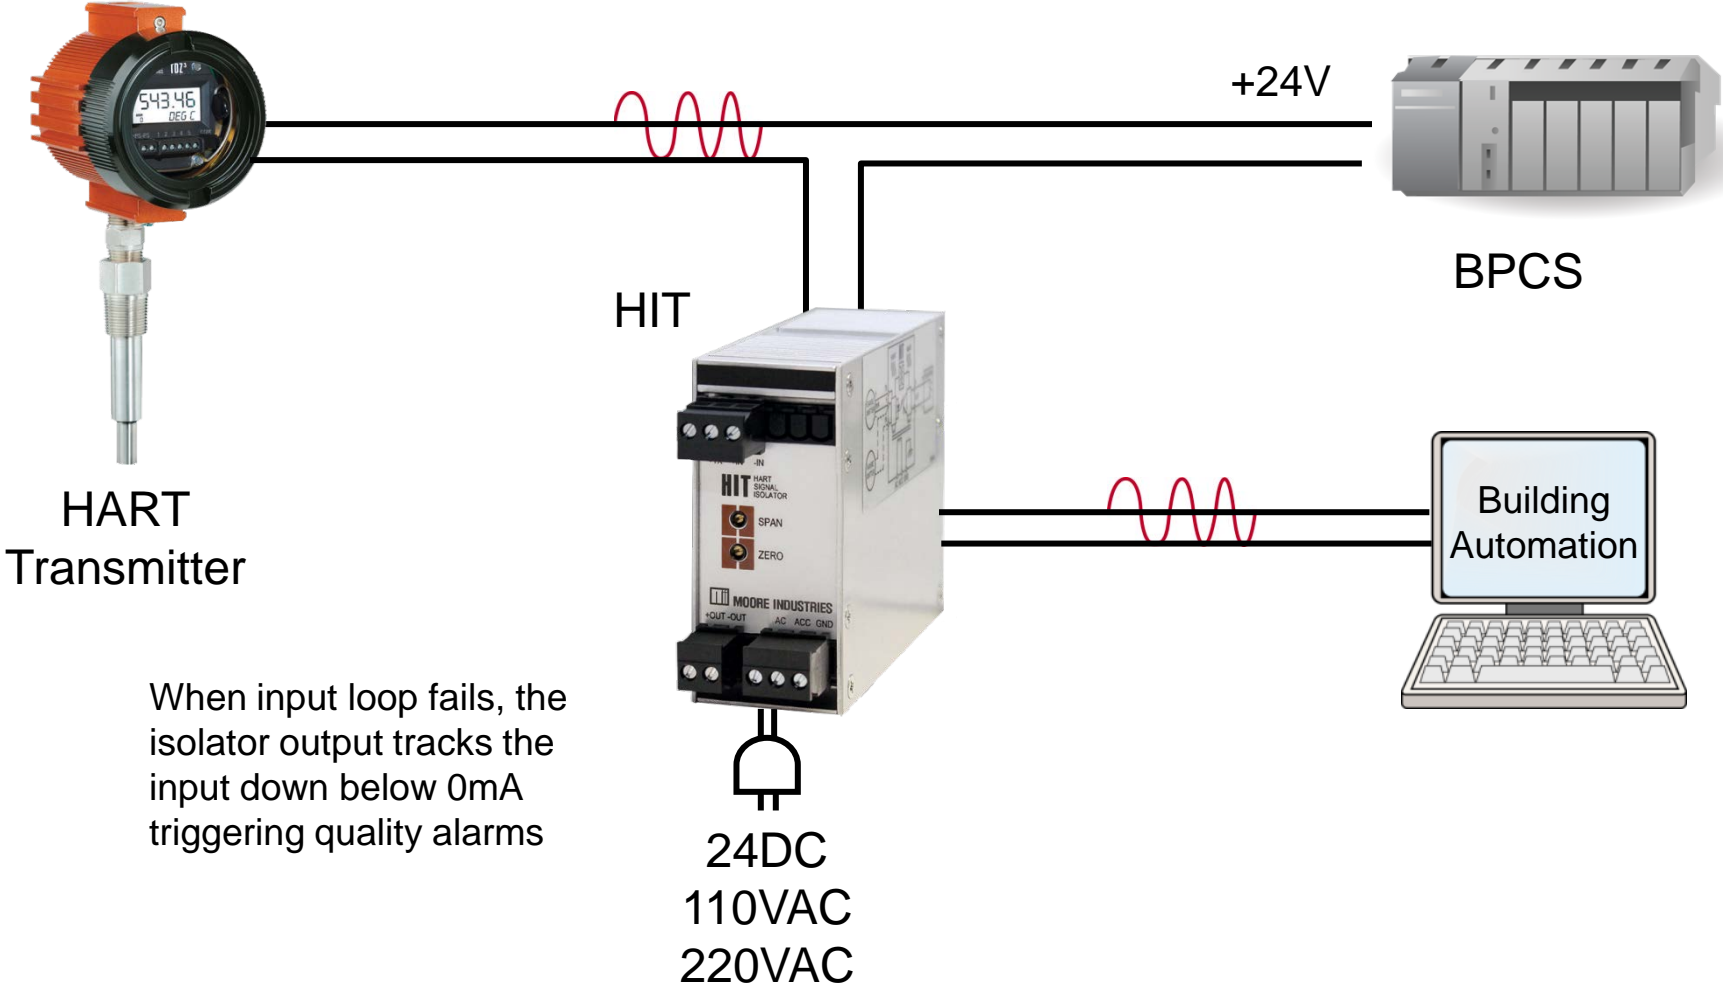 543.46
DEG C
+24V
BPCS
HIT
HART
Transmitter
-IN
HIT HART
SIGNAL
ISOLATOR
SPAN
ZERO
MOORE INDUSTRIES
+OUT -OUT AC ACC GND
Building
Automation
When input loop fails, the
isolator output tracks the
input down below 0mA
triggering quality alarms
24DC
110VAC
220VAC